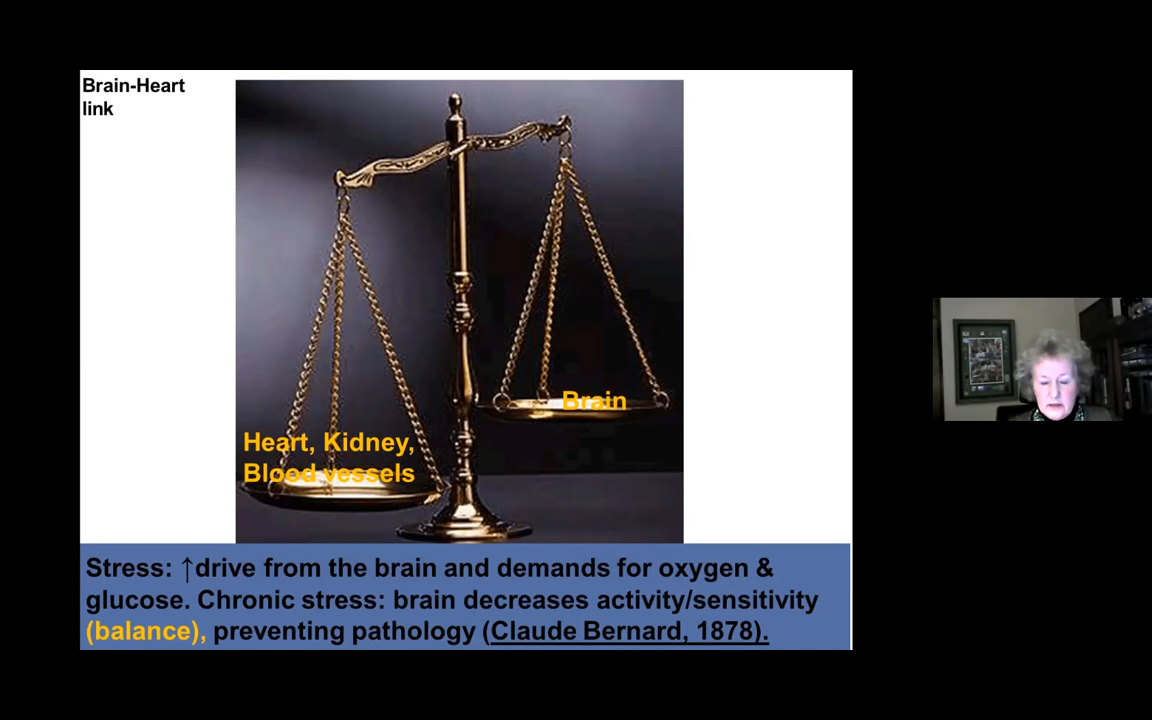 Brain-Heart
link
Brain
Heart, Kidney,
Blood vessels
Stress: ↑drive from the brain and demands for oxygen &
glucose. Chronic stress: brain decreases activity/sensitivity
(balance), preventing pathology (Claude Bernard, 1878).